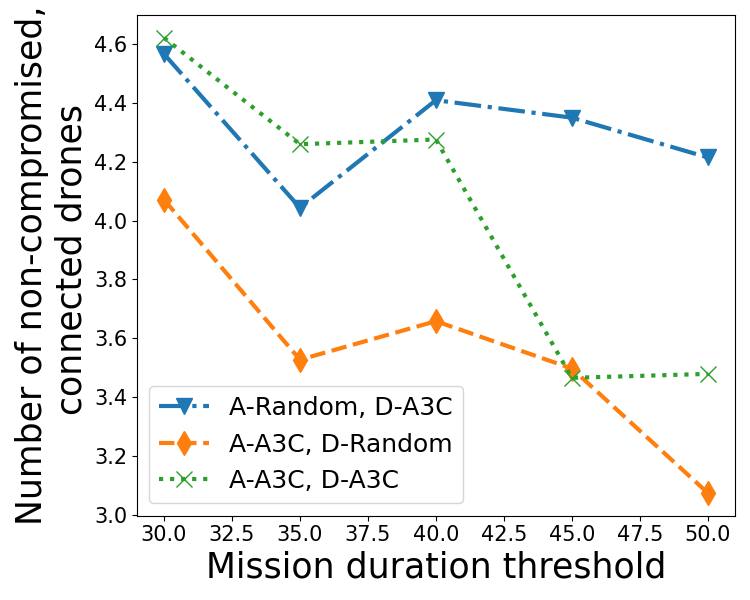 Number of non-compromised,
connected drones
4.6
4.4
4.2
4.0
3.8
3.6
3.4
3.2
3.0
A-Random, D-A3C
A-A3C, D-Random
A-A3C, D-A3C
30.0 32.5 35.0 37.5 40.0 42.5 45.0 47.5 50.0
Mission duration threshold